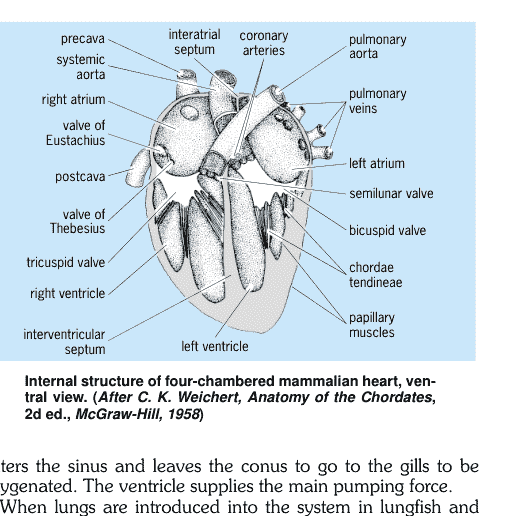 precava
systemic
aorta
right atrium
valve of
Eustachius
postcava
valve of
Thebesius
tricuspid valve
right ventricle
interventricular
septum
interatrial
septum
coronary
arteries
pulmonary
aorta
pulmonary
veins
left atrium
semilunar valve
bicuspid valve
chordae
tendineae
papillary
muscles
left ventricle
Internal structure of four-chambered mammalian heart, ven-
tral view. (After C. K. Weichert, Anatomy of the Chordates,
2d ed., McGraw-Hill, 1958)
ters the sinus and leaves the conus to go to the gills to be
ygenated. The ventricle supplies the main pumping force.
When lungs are introduced into the system in lungfish and